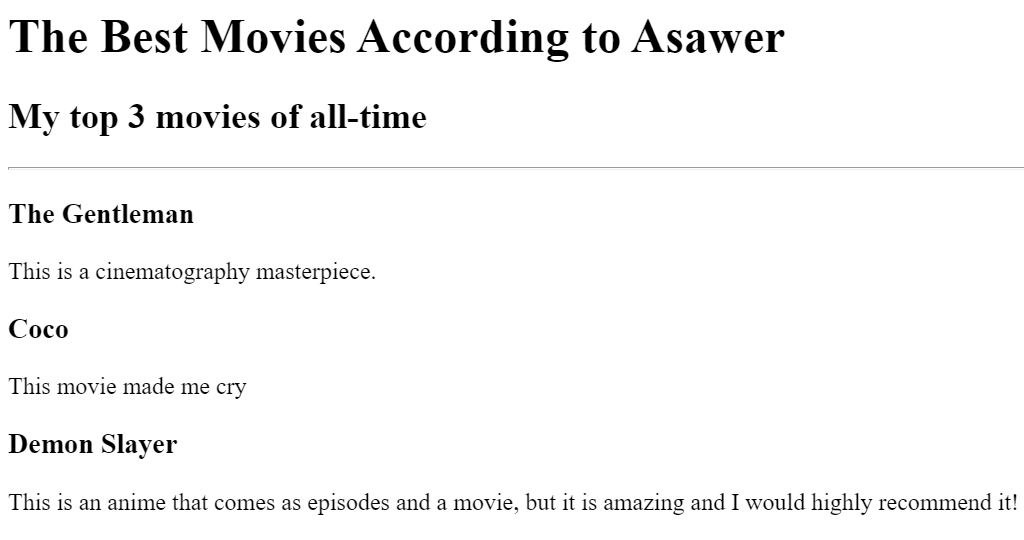 The Best Movies According to Asawer
My top 3 movies of all-time
The Gentleman
This is a cinematography masterpiece.
Coco
This movie made me cry
Demon Slayer
This is an anime that comes as episodes and a movie, but it is amazing and I would highly recommend it!